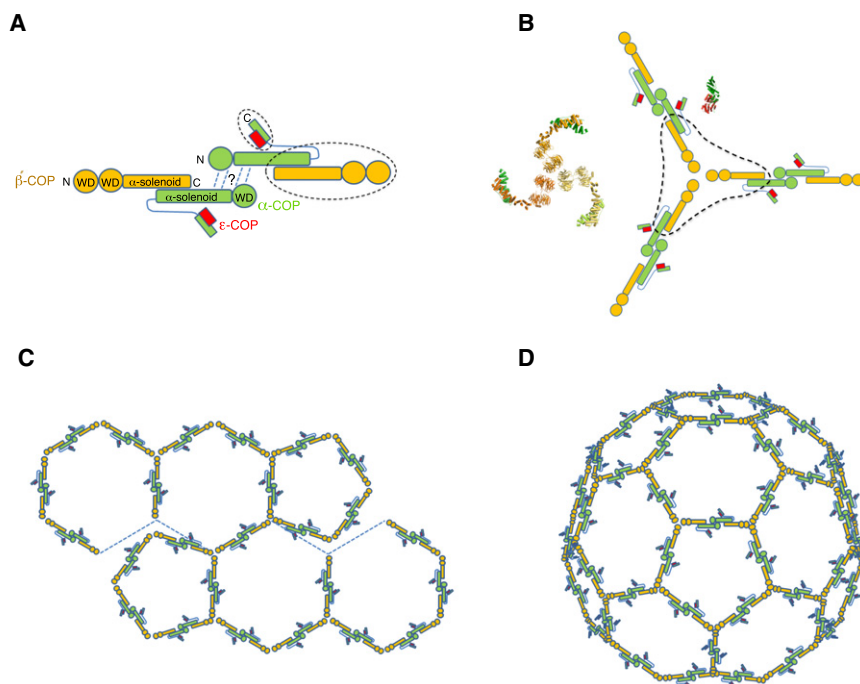 A
B
C
N
?
β'-COP N WD WD α-solenoid C
α-solenoid WD α-COP
ε-COP
C
D